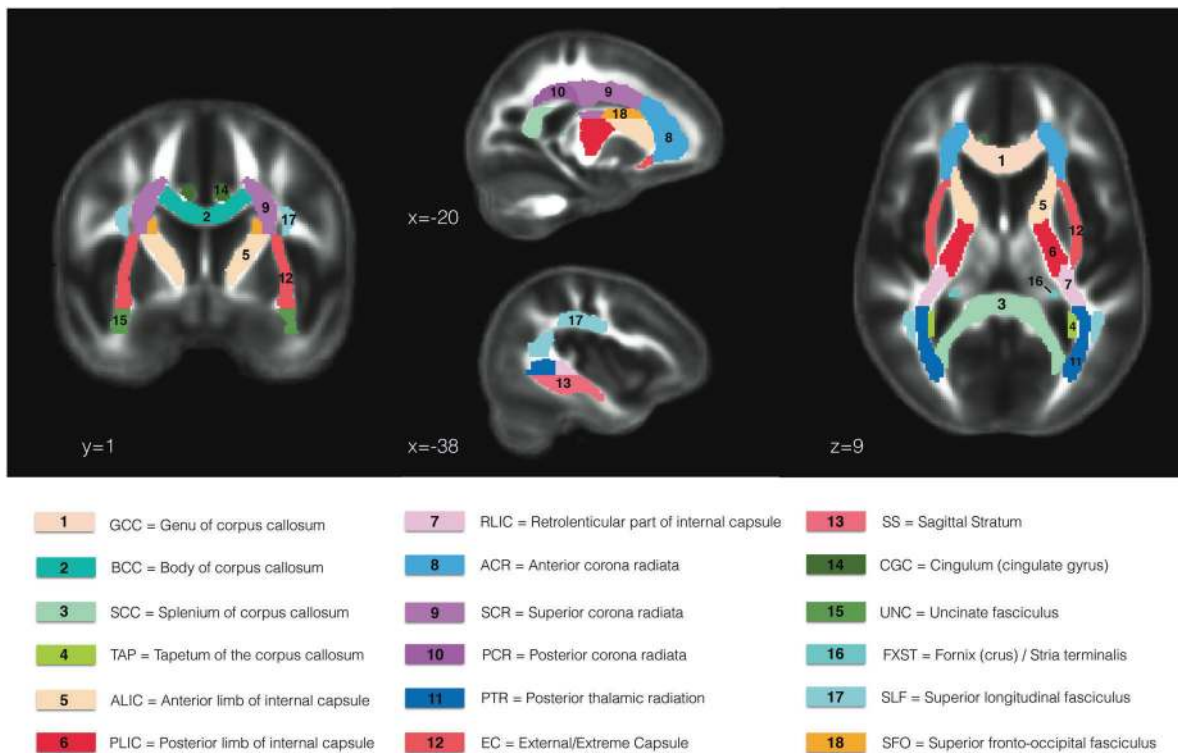 10
9
18
8
x=-20
14
2
9
17
5
12
15
y=1
17
13
x=-38
1
5
12
6
7
16
3
4
11
z=9
1 GCC = Genu of corpus callosum
2 BCC = Body of corpus callosum
3 SCC = Splenium of corpus callosum
4 TAP = Tapetum of the corpus callosum
5 ALIC = Anterior limb of internal capsule
6 PLIC = Posterior limb of internal capsule
7 RLIC = Retrolenticular part of internal capsule
8 ACR = Anterior corona radiata
9 SCR = Superior corona radiata
10 PCR = Posterior corona radiata
11 PTR = Posterior thalamic radiation
12 EC = External/Extreme Capsule
13 SS = Sagittal Stratum
14 CGC = Cingulum (cingulate gyrus)
15 UNC = Uncinate fasciculus
16 FXST = Fornix (crus) / Stria terminalis
17 SLF = Superior longitudinal fasciculus
18 SFO = Superior fronto-occipital fasciculus